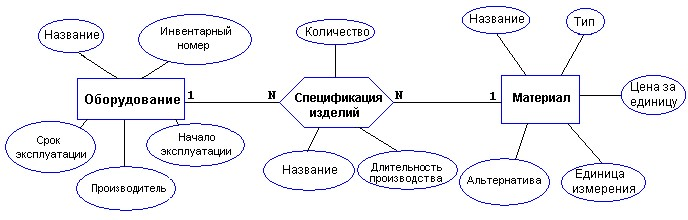 Название
Инвентарный
номер
Количество
Название
Тип
Оборудование
1
N
Спецификация
изделий
N
1
Материал
Цена за
единицу
Срок
эксплуатации
Начало
эксплуатации
Производитель
Название
Длительность
производства
Альтернатива
Единица
измерения